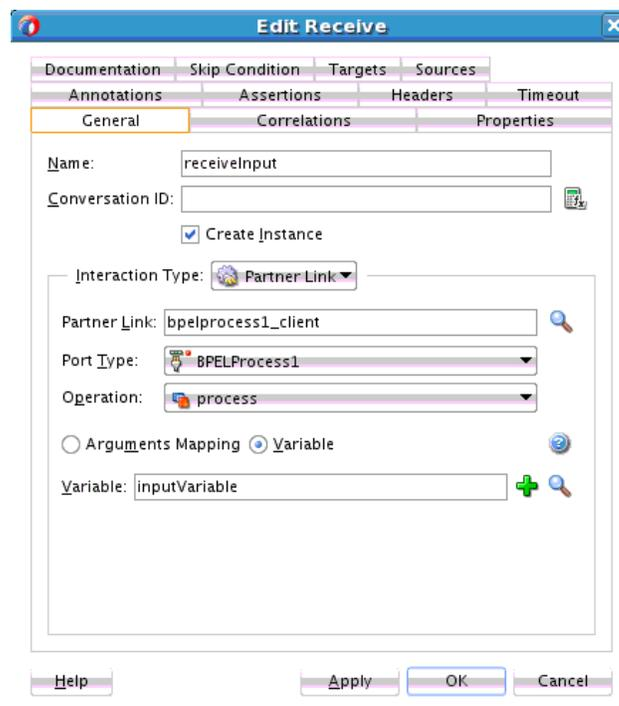 Edit Receive
Documentation Skip Condition Targets Sources
Annotations Assertions Headers Timeout
General Correlations Properties
Name: receiveInput
Conversation ID:
Create Instance
Interaction Type: Partner Link
Partner Link: bpelprocess1_client
Port Type: BPELProcess1
Operation: process
Arguments Mapping Variable
Variable: inputVariable
Help Apply OK Cancel